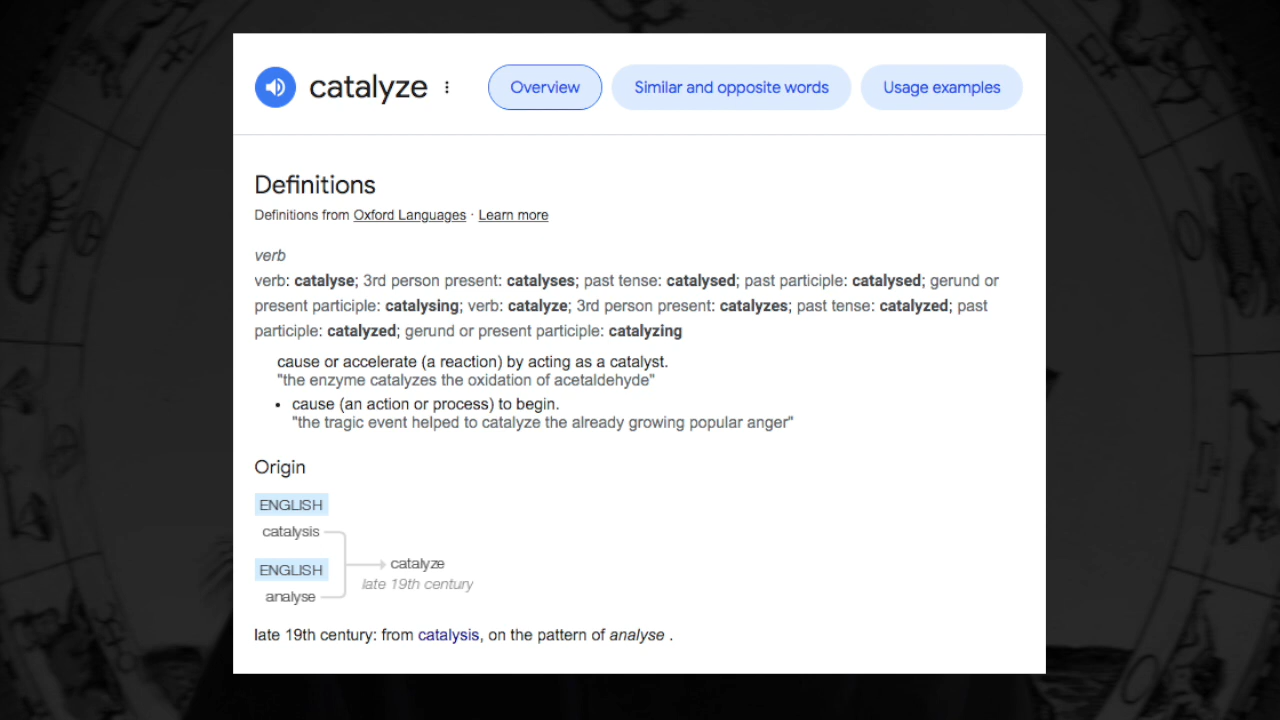 catalyze
Overview
Similar and opposite words
Usage examples
Definitions
Definitions from Oxford Languages · Learn more
verb
verb: catalyse; 3rd person present: catalyses; past tense: catalysed; past participle: catalysed; gerund or
present participle: catalysing; verb: catalyze; 3rd person present: catalyzes; past tense: catalyzed; past
participle: catalyzed; gerund or present participle: catalyzing
cause or accelerate (a reaction) by acting as a catalyst.
"the enzyme catalyzes the oxidation of acetaldehyde"
• cause (an action or process) to begin.
"the tragic event helped to catalyze the already growing popular anger"
Origin
ENGLISH
catalysis
ENGLISH
analyse
catalyze
late 19th century
late 19th century: from catalysis, on the pattern of analyse .